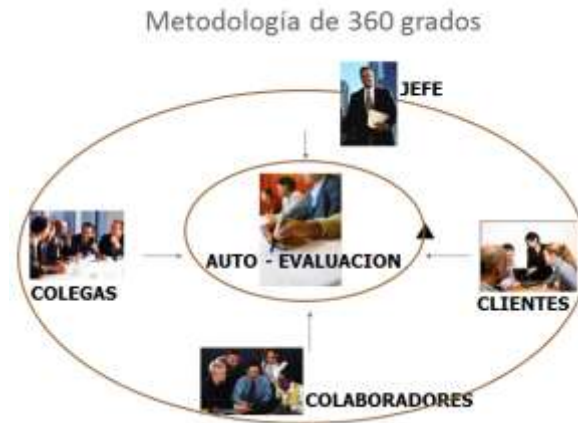 Metodología de 360 grados
JEFE
AUTO - EVALUACION
COLEGAS
CLIENTES
COLABORADORES